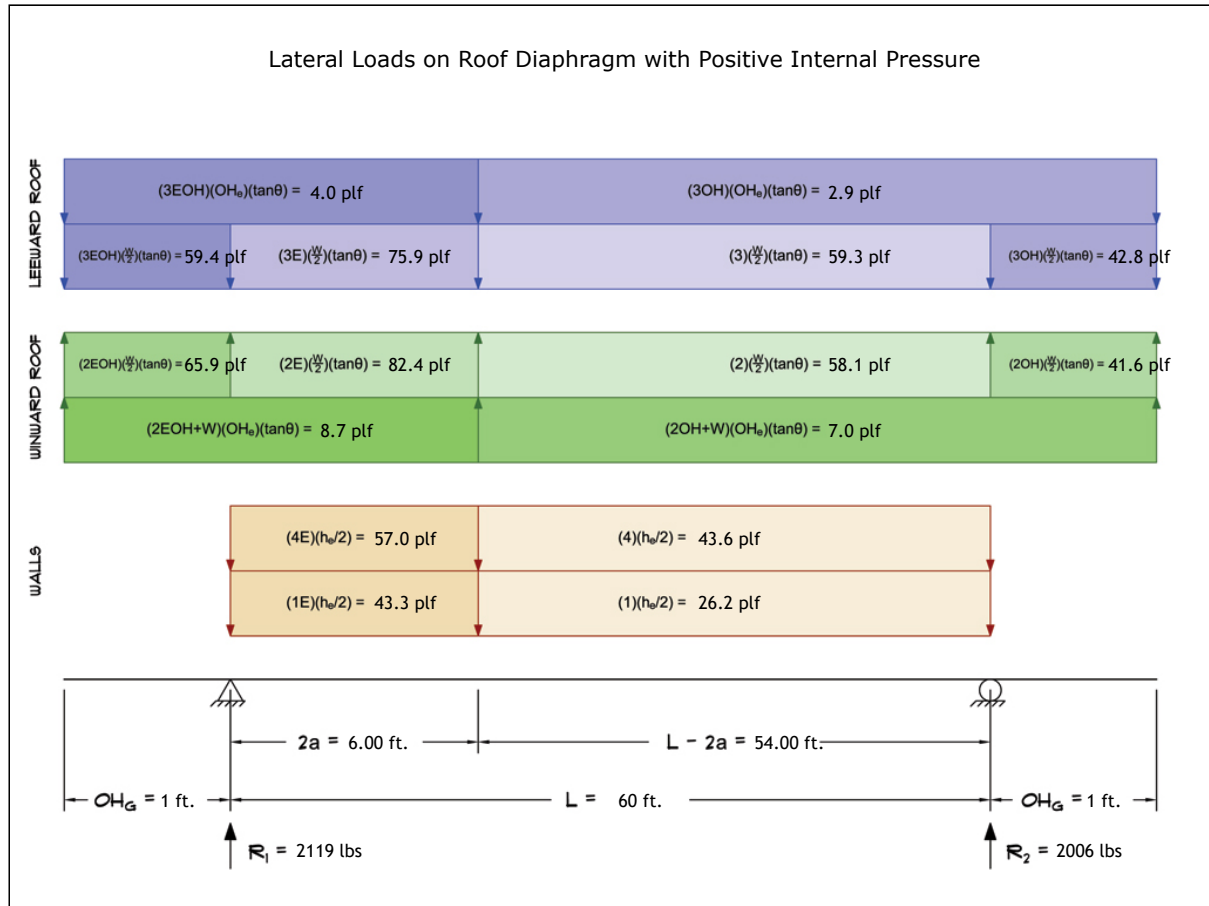 Lateral Loads on Roof Diaphragm with Positive Internal Pressure
LEEWARD ROOF
(3EOH)(OHₑ)(tanθ) = 4.0 plf
(3OH)(OHₑ)(tanθ) = 2.9 plf
(3EOH)(W/2)(tanθ) = 59.4 plf
(3E)(W/2)(tanθ) = 75.9 plf
(3)(W/2)(tanθ) = 59.3 plf
(3OH)(W/2)(tanθ) = 42.8 plf
WINWARD ROOF
(2EOH)(W/2)(tanθ) = 65.9 plf
(2E)(W/2)(tanθ) = 82.4 plf
(2)(W/2)(tanθ) = 58.1 plf
(2OH)(W/2)(tanθ) = 41.6 plf
(2EOH+W)(OHₑ)(tanθ) = 8.7 plf
(2OH+W)(OHₑ)(tanθ) = 7.0 plf
WALLS
(4E)(hₑ/2) = 57.0 plf
(4)(hₑ/2) = 43.6 plf
(1E)(hₑ/2) = 43.3 plf
(1)(hₑ/2) = 26.2 plf
2a = 6.00 ft.
L - 2a = 54.00 ft.
OH_G = 1 ft.
L = 60 ft.
OH_G = 1 ft.
R₁ = 2119 lbs
R₂ = 2006 lbs